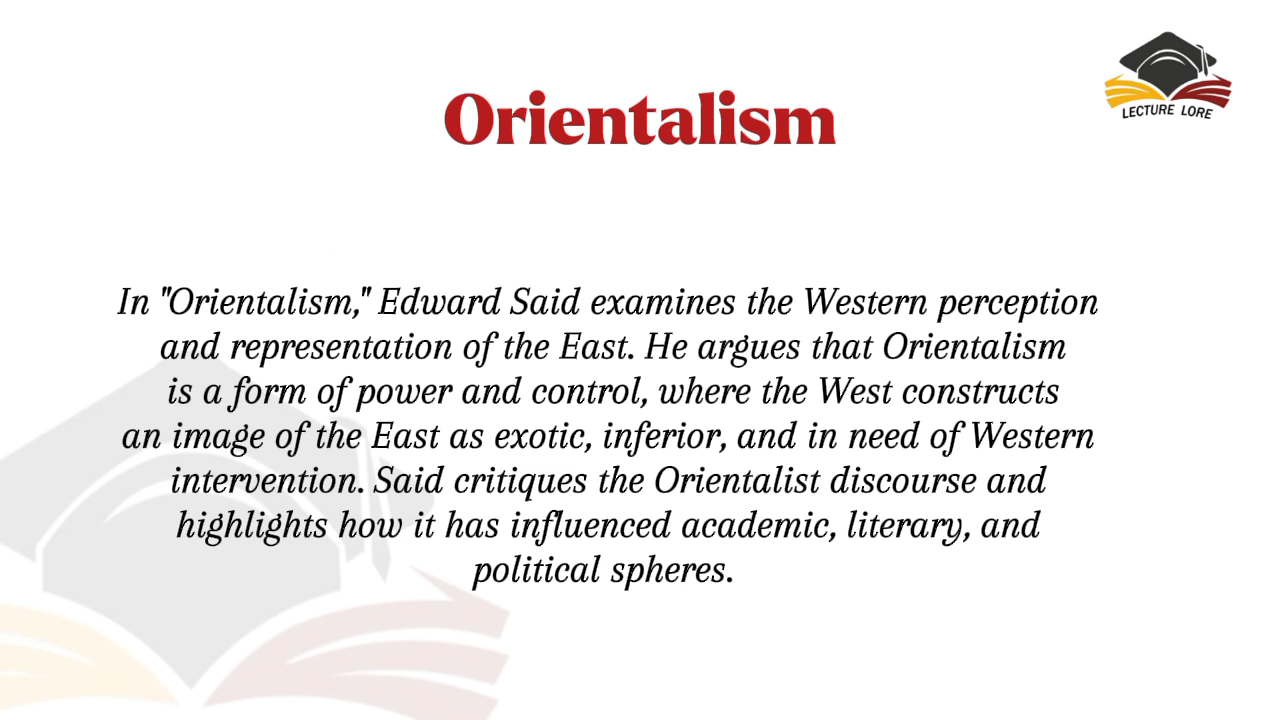 LECTURE LORE
Orientalism
In "Orientalism," Edward Said examines the Western perception
and representation of the East. He argues that Orientalism
is a form of power and control, where the West constructs
an image of the East as exotic, inferior, and in need of Western
intervention. Said critiques the Orientalist discourse and
highlights how it has influenced academic, literary, and
political spheres.